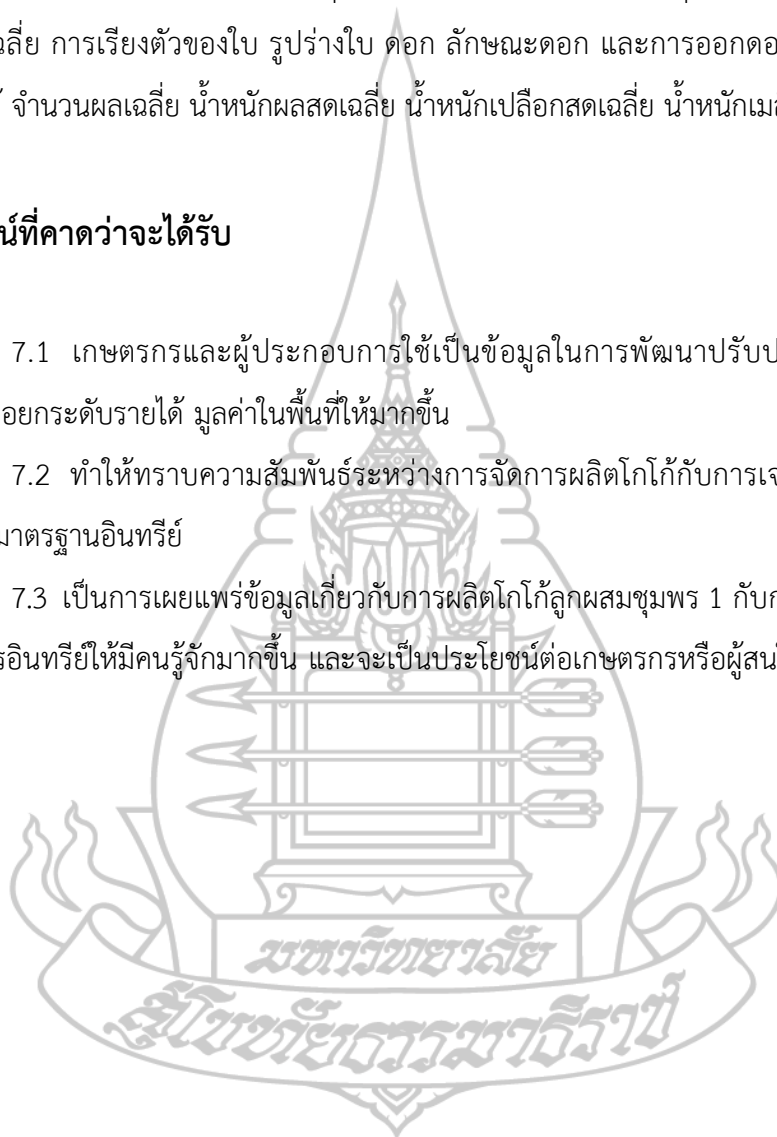 ฉลี่ย การเรียงตัวของใบ รูปร่างใบ ดอก ลักษณะดอก และการออกดอ
จำนวนผลเฉลี่ย น้ำหนักผลสดเฉลี่ย น้ำหนักเปลือกสดเฉลี่ย น้ำหนักเมล
น์ที่คาดว่าจะได้รับ
7.1 เกษตรกรและผู้ประกอบการใช้เป็นข้อมูลในการพัฒนาปรับป
อยกระดับรายได้ มูลค่าในพื้นที่ให้มากขึ้น
7.2 ทำให้ทราบความสัมพันธ์ระหว่างการจัดการผลิตโกโก้กับการเจ
มาตรฐานอินทรีย์
7.3 เป็นการเผยแพร่ข้อมูลเกี่ยวกับการผลิตโกโก้ลูกผสมชุมพร 1 กับก
รอินทรีย์ให้มีคนรู้จักมากขึ้น และจะเป็นประโยชน์ต่อเกษตรกรหรือผู้สนใ
มหาวิทยาลัย
สุโขทัยธรรมาธิราช